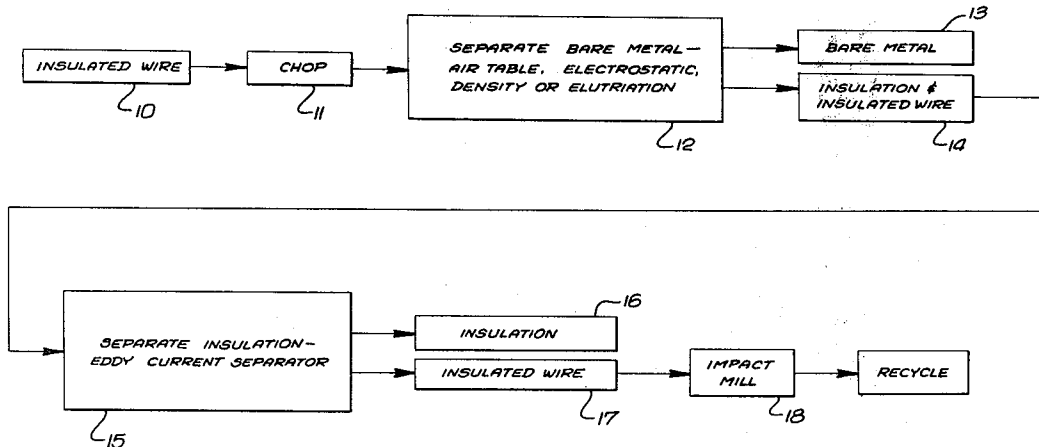 INSULATED WIRE
10
CHOP
11
SEPARATE BARE METAL—
AIR TABLE, ELECTROSTATIC,
DENSITY OR ELUTRIATION
12
13
BARE METAL
INSULATION &
INSULATED WIRE
14
SEPARATE INSULATION—
EDDY CURRENT SEPARATOR
15
16
INSULATION
INSULATED WIRE
17
IMPACT
MILL
18
RECYCLE